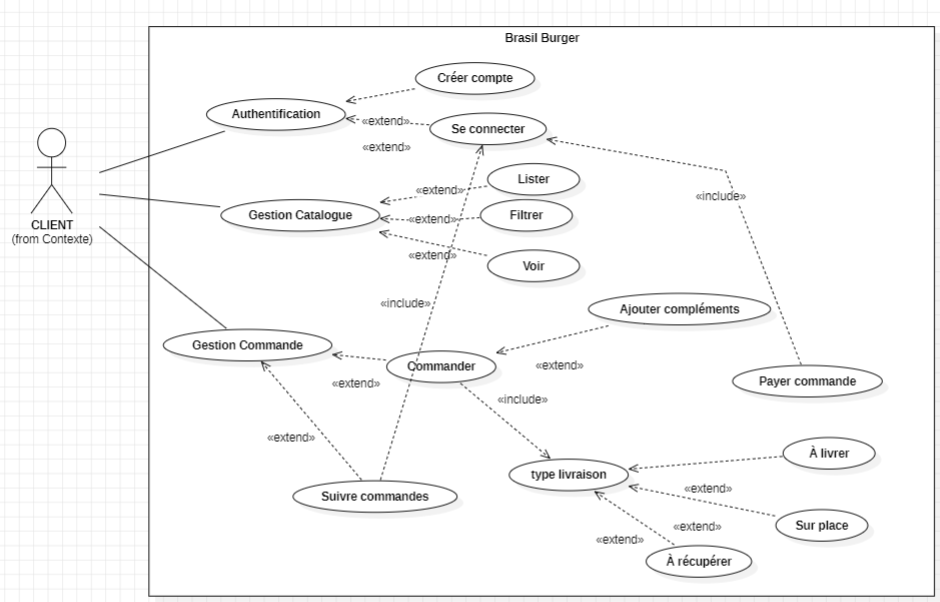 Brasil Burger
Créer compte
Authentification
«extend»
Se connecter
«extend»
Lister
«extend»
«include»
CLIENT
(from Contexte)
Gestion Catalogue
«extend»
Filtrer
«extend»
Voir
«include»
Ajouter compléments
Gestion Commande
Commander
«extend»
«extend»
Payer commande
«include»
«extend»
À livrer
type livraison
«extend»
Suivre commandes
«extend»
Sur place
«extend»
À récupérer